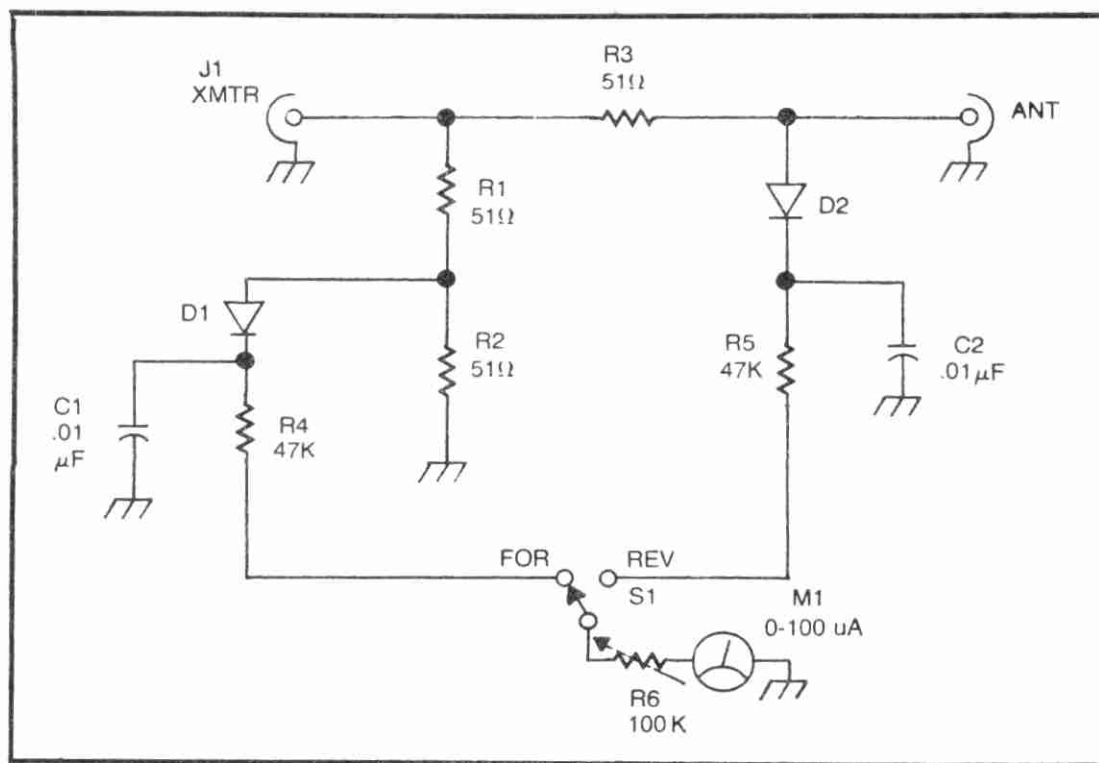 J1
XMTR
R3
51Ω
ANT
R1
51Ω
D2
D1
R2
51Ω
R5
47K
C2
.01µF
C1
.01
µF
R4
47K
FOR
REV
S1
M1
0-100 uA
R6
100K